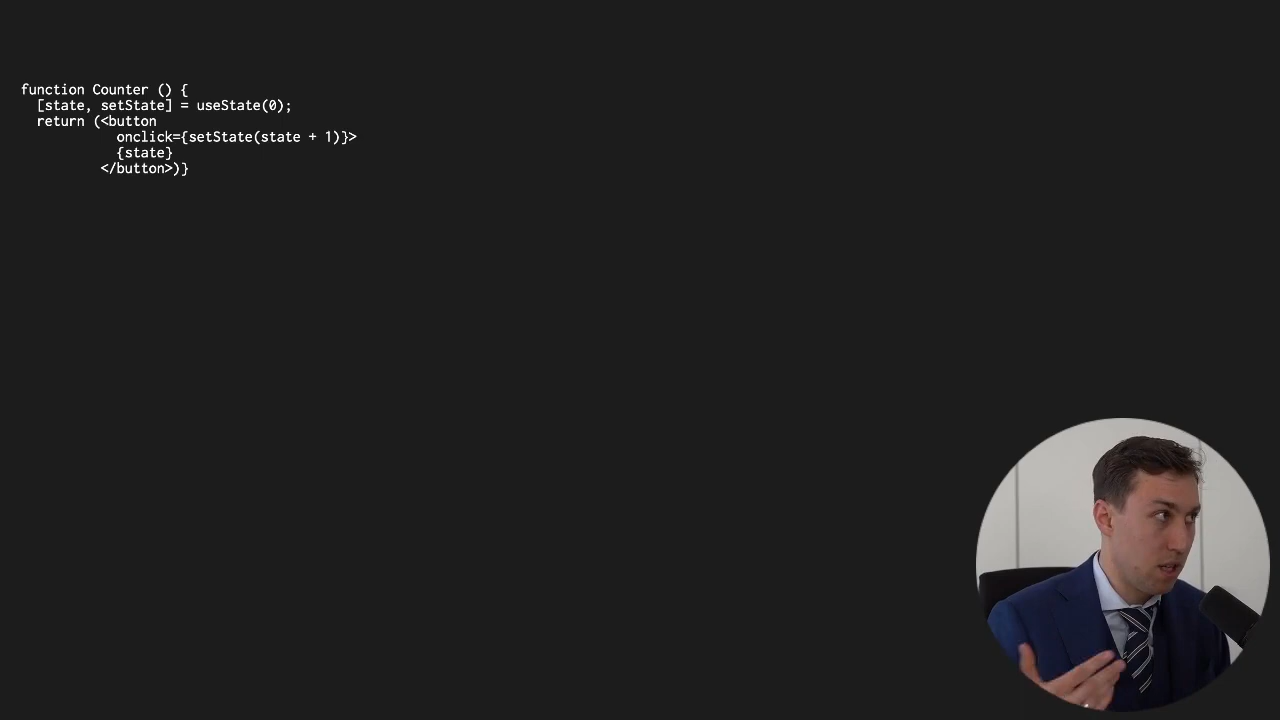 function Counter () {
  [state, setState] = useState(0);
  return (<button
            onclick={setState(state + 1)}>
            {state}
          </button>)}